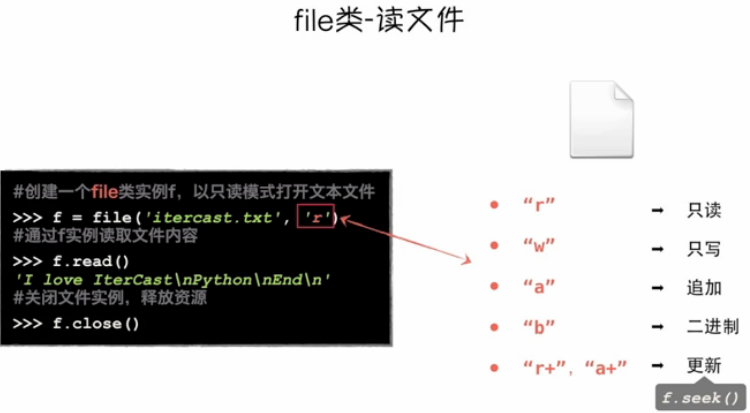 file类-读文件
#创建一个file类实例f，以只读模式打开文本文件
>>> f = file('itercast.txt', 'r')
#通过f实例读取文件内容
>>> f.read()
'I love IterCast\nPython\nEnd\n'
#关闭文件实例，释放资源
>>> f.close()
• “r” → 只读
• “w” → 只写
• “a” → 追加
• “b” → 二进制
• “r+”, “a+” → 更新
f.seek()